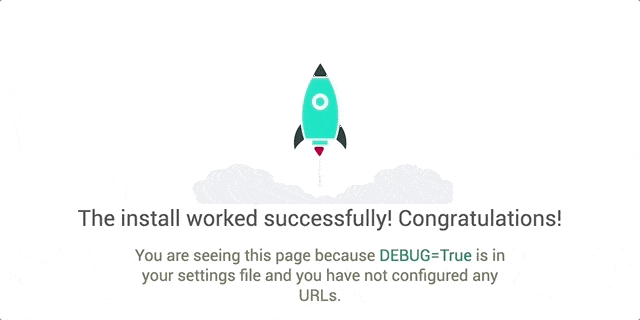 The install worked successfully! Congratulations!
You are seeing this page because DEBUG=True is in
your settings file and you have not configured any
URLs.